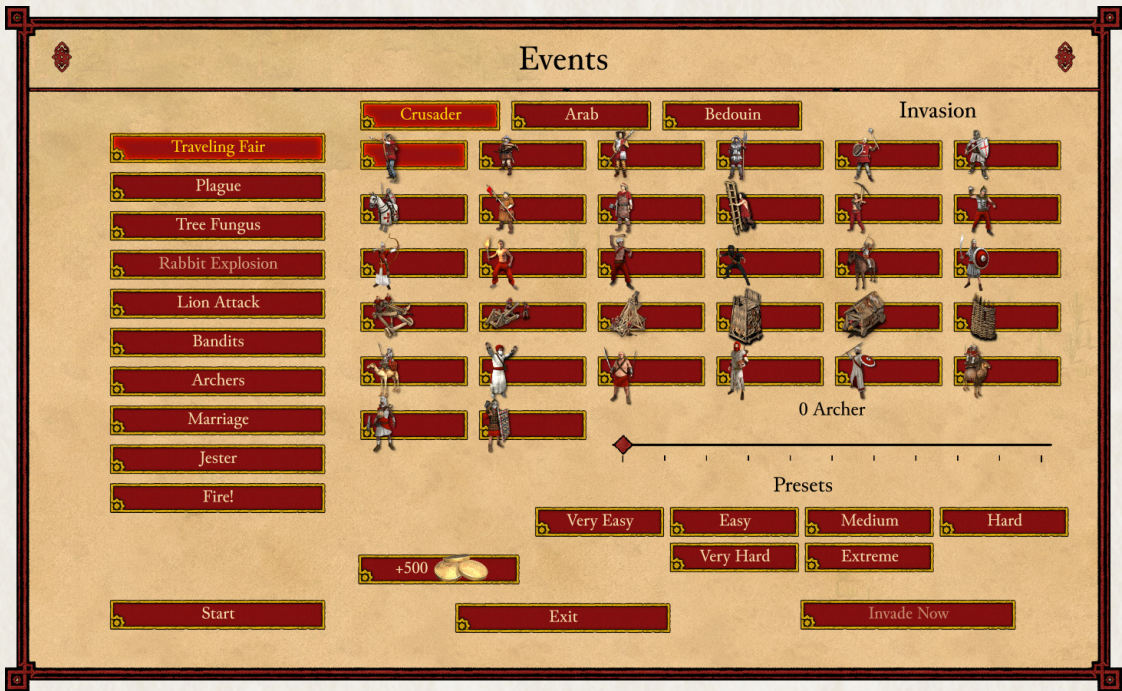 Events
Crusader
Arab
Bedouin
Invasion
Traveling Fair
Plague
Tree Fungus
Rabbit Explosion
Lion Attack
Bandits
Archers
Marriage
Jester
Fire!
0 Archer
Presets
Very Easy
Easy
Medium
Hard
Very Hard
Extreme
+500
Start
Exit
Invade Now